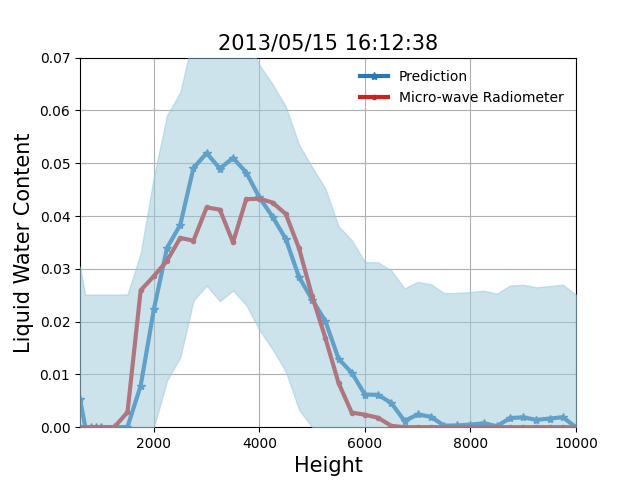 2013/05/15 16:12:38
0.07
0.06
0.05
0.04
0.03
0.02
0.01
0.00
Liquid Water Content
Prediction
Micro-wave Radiometer
2000 4000 6000 8000 10000
Height